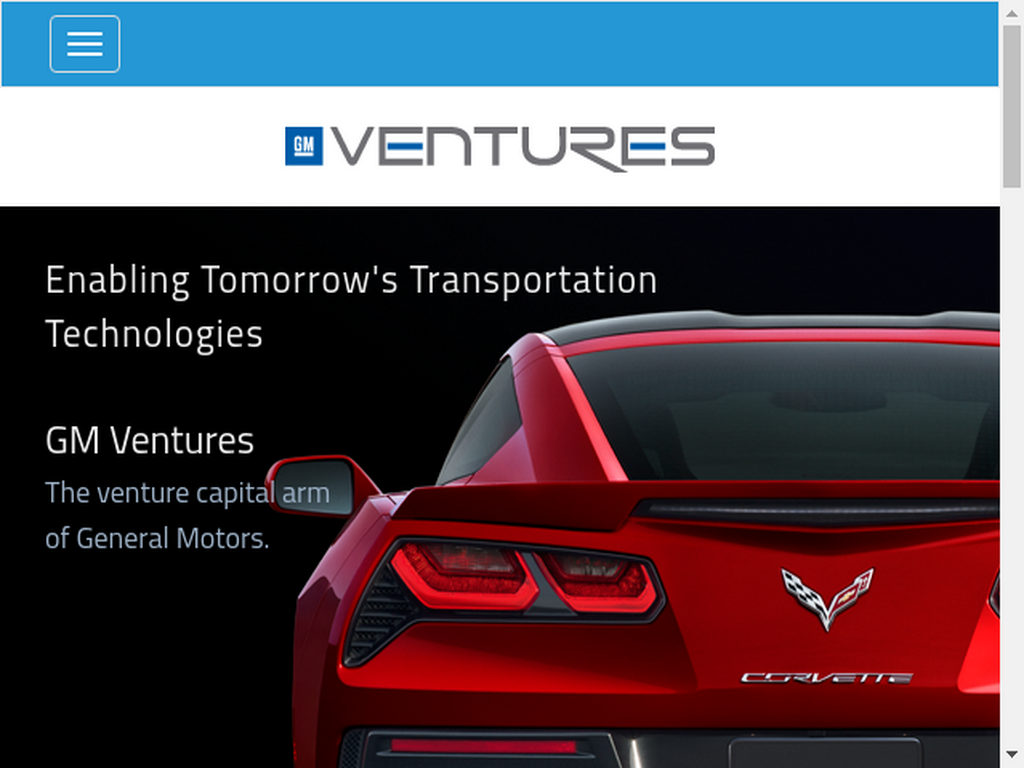 GM VENTURES
Enabling Tomorrow's Transportation
Technologies
GM Ventures
The venture capital arm
of General Motors.
CORVETTE